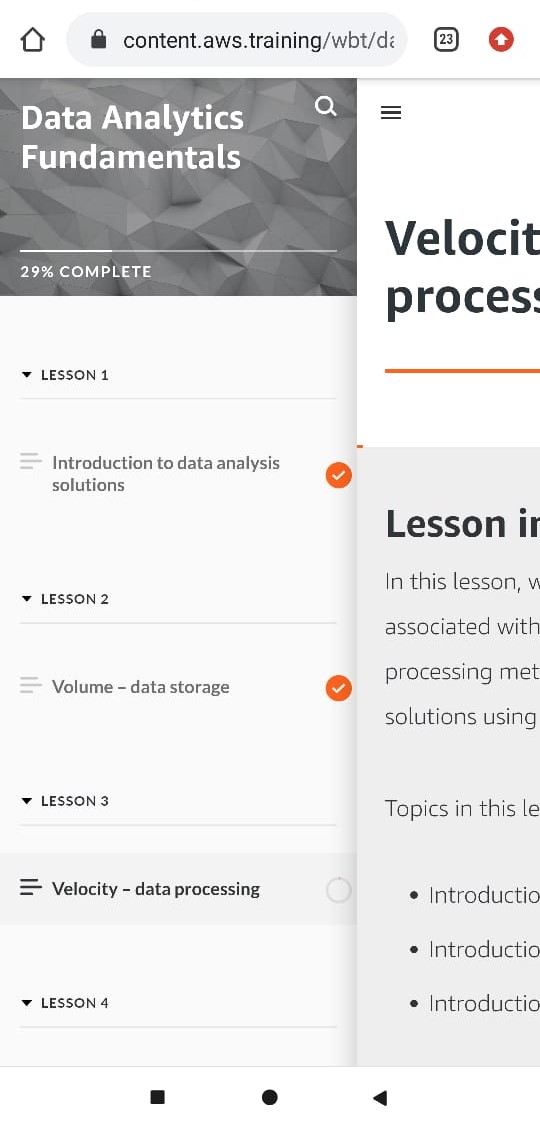 content.aws.training/wbt/da
23
Data Analytics
Fundamentals
29% COMPLETE
LESSON 1
Introduction to data analysis
solutions
LESSON 2
Volume – data storage
LESSON 3
Velocity – data processing
LESSON 4
Velocit
process
Lesson in
In this lesson, w
associated with
processing met
solutions using
Topics in this le
• Introductio
• Introductio
• Introductio